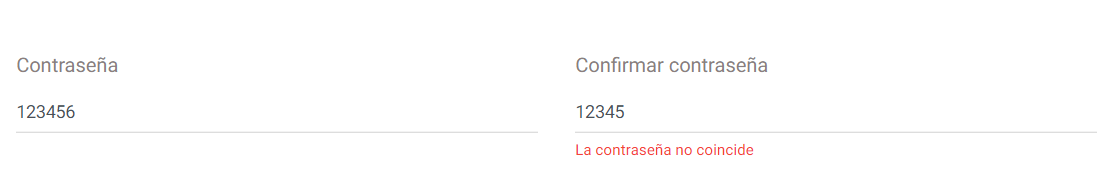 Contraseña
Confirmar contraseña
123456
12345
La contraseña no coincide